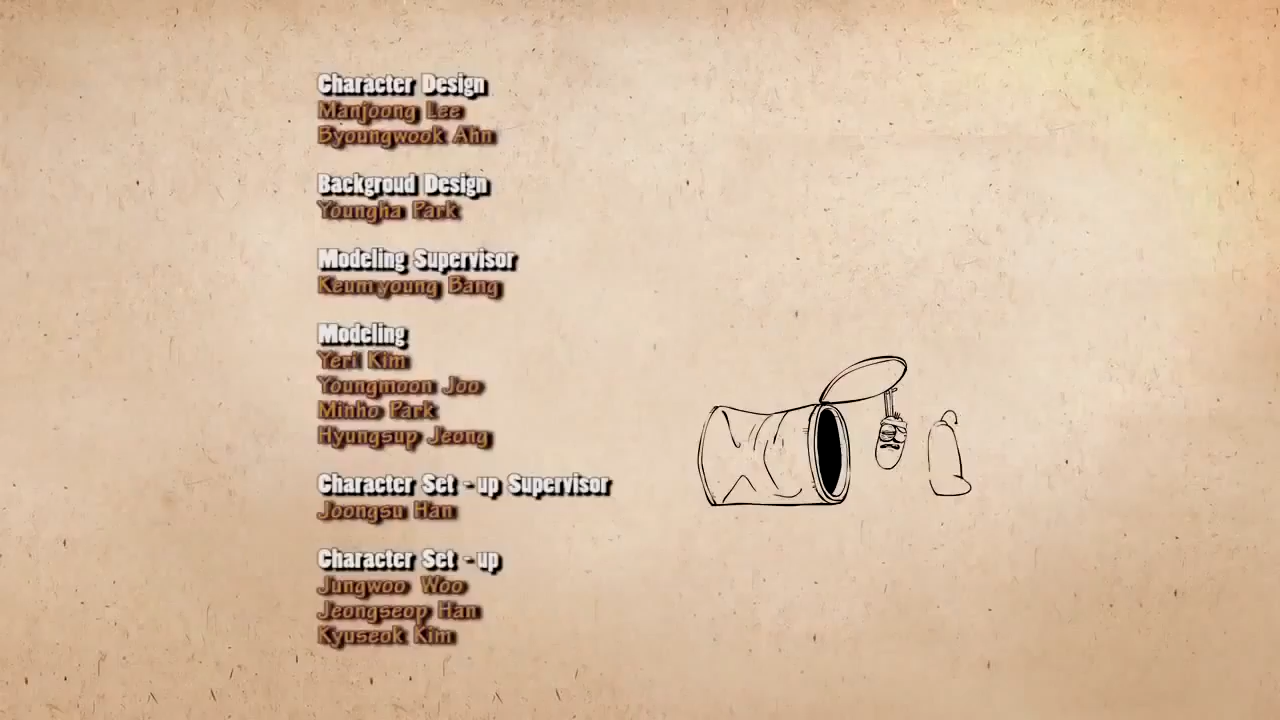 Character Design
Manjoong Lee
Byoungwook Ahn
Backgroud Design
Youngha Park
Modeling Supervisor
Keumyoung Bang
Modeling
Yeri Kim
Youngmoon Joo
Minho Park
Hyungsup Jeong
Character Set - up Supervisor
Joongsu Han
Character Set - up
Jungwoo Woo
Jeongseop Han
Kyuseok Kim